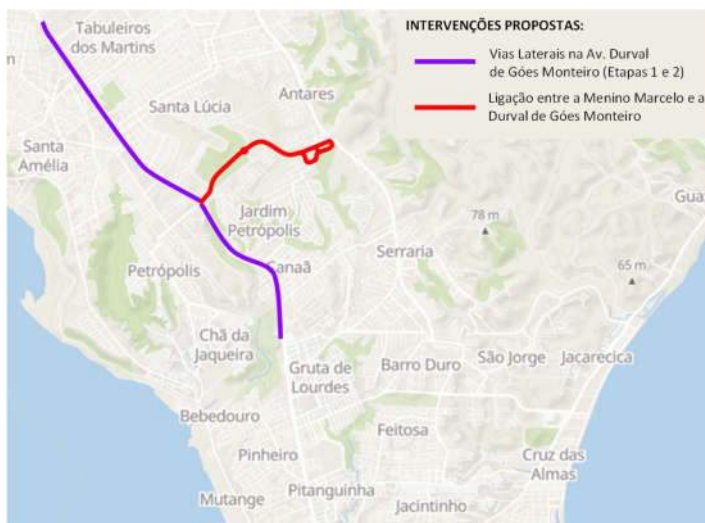 INTERVENÇÕES PROPOSTAS:
Vias Laterais na Av. Durval
de Góes Monteiro (Etapas 1 e 2)
Ligação entre a Menino Marcelo e a
Durval de Góes Monteiro
Tabuleiros
dos Martins
Antares
Santa Lúcia
Santa
Amélia
Gua
78 m
Jardim
Petrópolis
Serraria
65 m
Petrópolis
Canaã
Chã da
Jaqueira
Gruta de
Lourdes
Barro Duro
São Jorge
Jacarecica
Bebedouro
Feitosa
Pinheiro
Cruz das
Almas
Mutange
Pitanguinha
Jacintinho